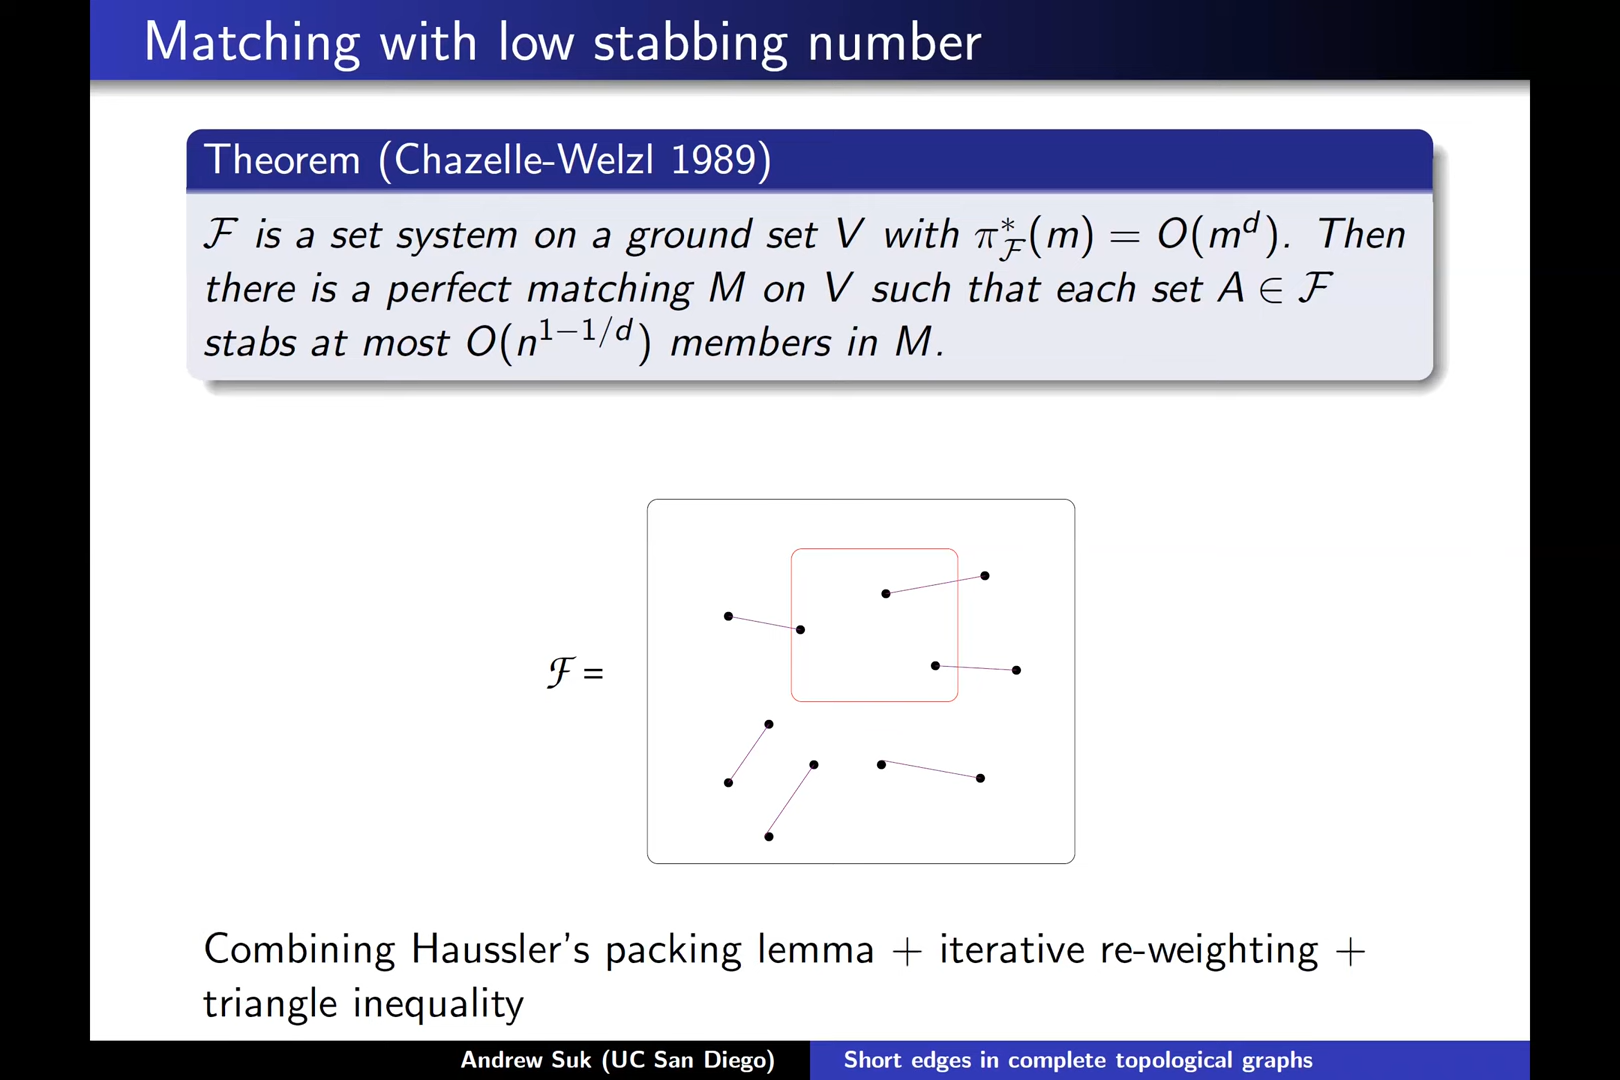 Matching with low stabbing number
Theorem (Chazelle-Welzl 1989)
ℱ is a set system on a ground set V with π*_ℱ(m) = O(m^d). Then
there is a perfect matching M on V such that each set A ∈ ℱ
stabs at most O(n^{1−1/d}) members in M.
ℱ =
Combining Haussler's packing lemma + iterative re-weighting +
triangle inequality
Andrew Suk (UC San Diego)
Short edges in complete topological graphs